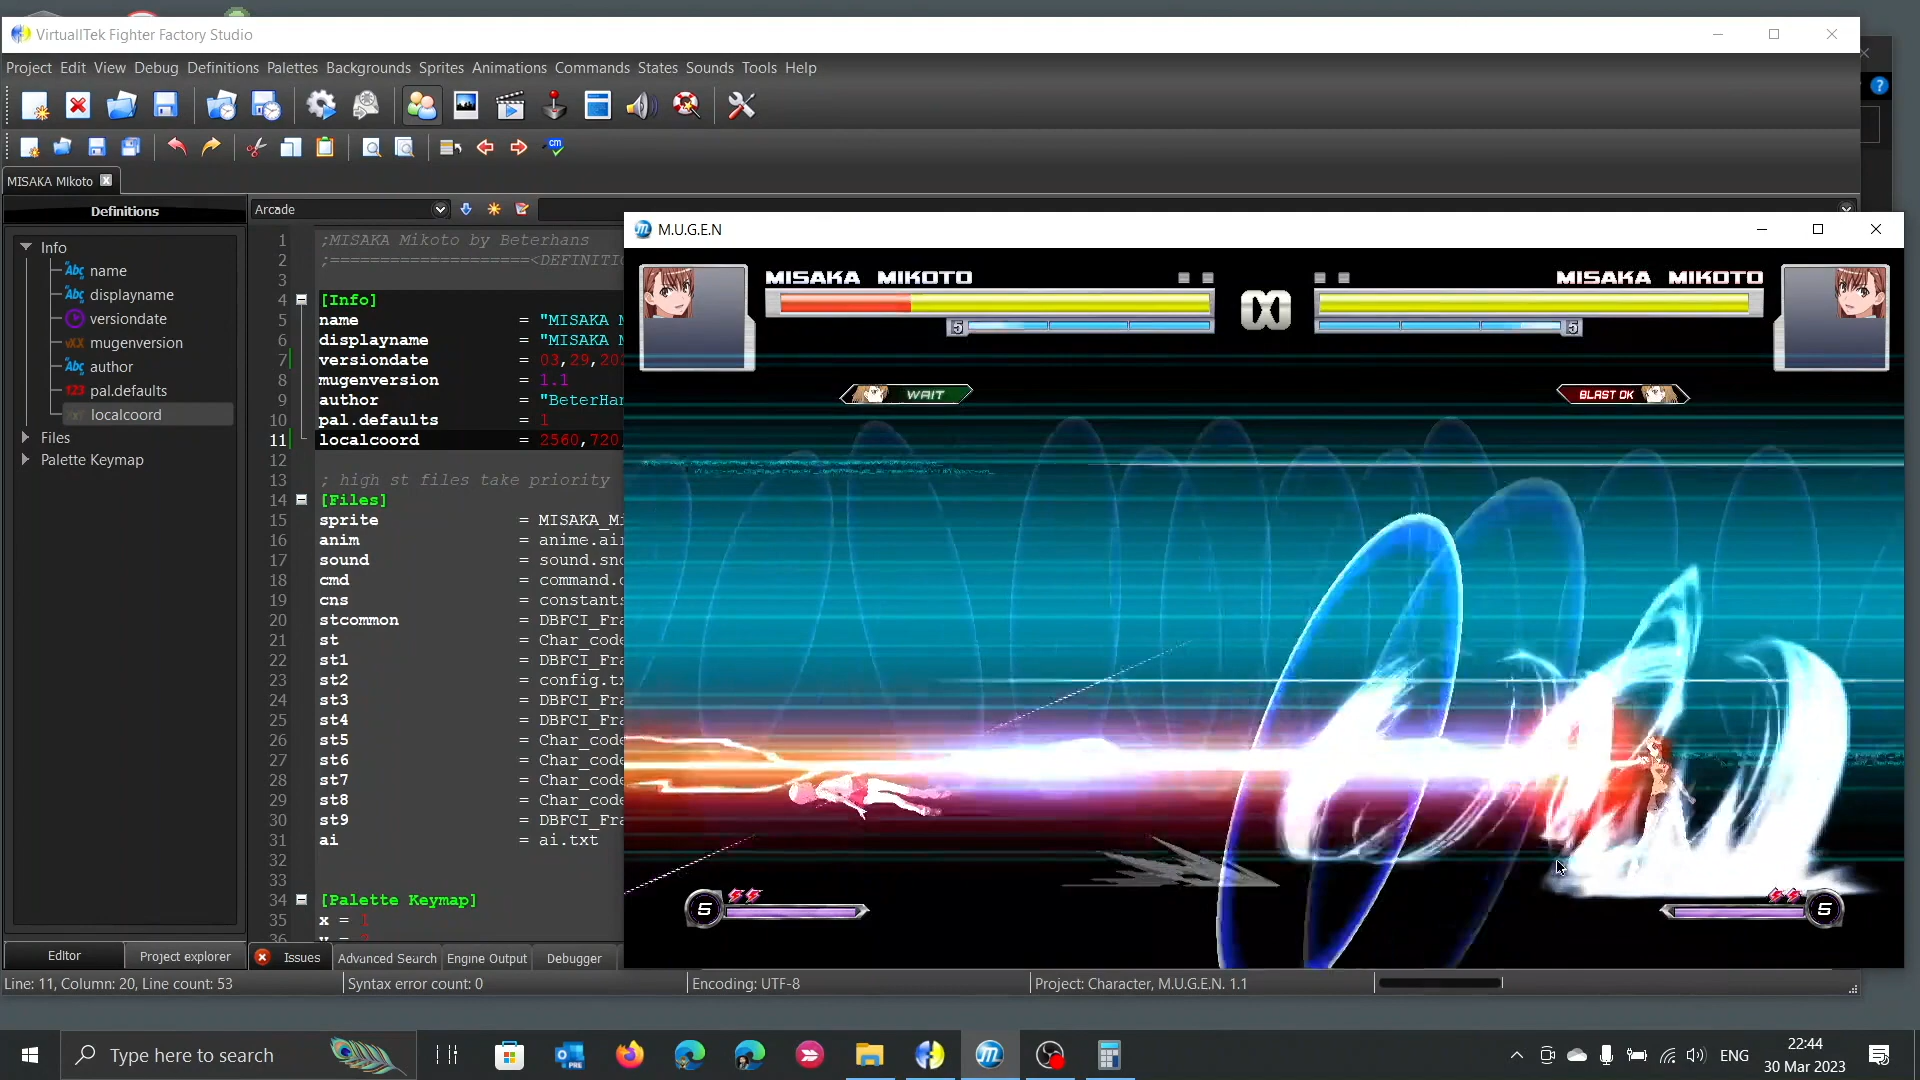 VirtuallTek Fighter Factory Studio
Project Edit View Debug Definitions Palettes Backgrounds Sprites Animations Commands States Sounds Tools Help
MISAKA Mikoto
Definitions
Info
name
displayname
versiondate
mugenversion
author
pal.defaults
localcoord
Files
Palette Keymap
Editor
Project explorer
Arcade
1 ;MISAKA Mikoto by Beterhans
2 ;====================<DEFINITIO
3
4 [Info]
5 name = "MISAKA M
6 displayname = "MISAKA M
7 versiondate = 03,29,202
8 mugenversion = 1.1
9 author = "BeterHan
10 pal.defaults = 1
11 localcoord = 2560,720
12
13 ; high st files take priority
14 [Files]
15 sprite = MISAKA_Mi
16 anim = anime.air
17 sound = sound.snd
18 cmd = command.c
19 cns = constants
20 stcommon = DBFCI_Fra
21 st = Char_code
22 st1 = DBFCI_Fra
23 st2 = config.tx
24 st3 = DBFCI_Fra
25 st4 = DBFCI_Fra
26 st5 = Char_code
27 st6 = Char_code
28 st7 = Char_code
29 st8 = Char_code
30 st9 = DBFCI_Fra
31 ai = ai.txt
32
33
34 [Palette Keymap]
35 x = 1
36
Issues
Advanced Search
Engine Output
Debugger
Line: 11, Column: 20, Line count: 53
Syntax error count: 0
Encoding: UTF-8
Project: Character, M.U.G.E.N. 1.1
M.U.G.E.N
MISAKA MIKOTO
MISAKA MIKOTO
5
5
WAIT
BLAST OK
5
5
Type here to search
ENG
22:44
30 Mar 2023